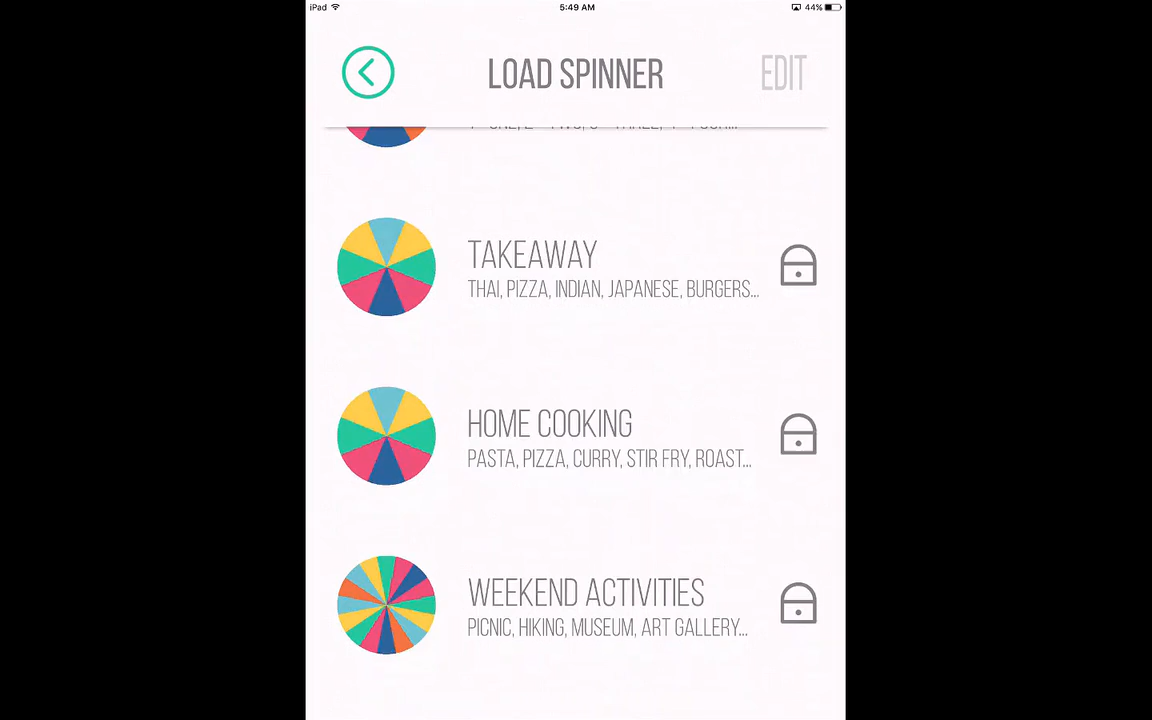 iPad
5:49 AM
44%
LOAD SPINNER
EDIT
TAKEAWAY
THAI, PIZZA, INDIAN, JAPANESE, BURGERS...
HOME COOKING
PASTA, PIZZA, CURRY, STIR FRY, ROAST...
WEEKEND ACTIVITIES
PICNIC, HIKING, MUSEUM, ART GALLERY...